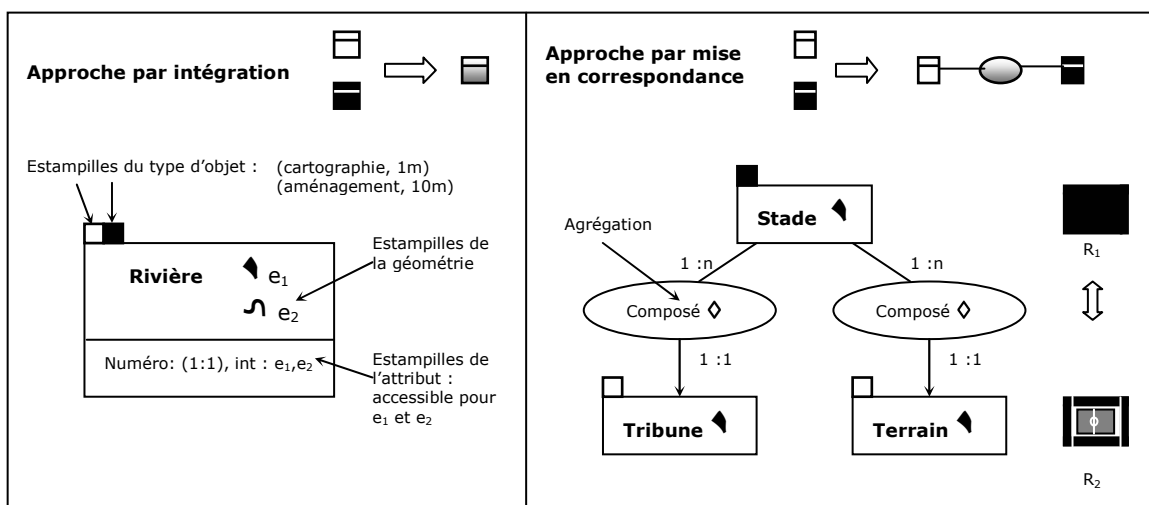 Approche par intégration
Estampilles du type d'objet :
(cartographie, 1m)
(aménagement, 10m)
Rivière
e1
e2
Estampilles de
la géométrie
Numéro: (1:1), int : e1,e2
Estampilles de
l'attribut :
accessible pour
e1 et e2
Approche par mise
en correspondance
Stade
Agrégation
1 :n
1 :n
Composé
Composé
1 :1
1 :1
Tribune
Terrain
R1
R2